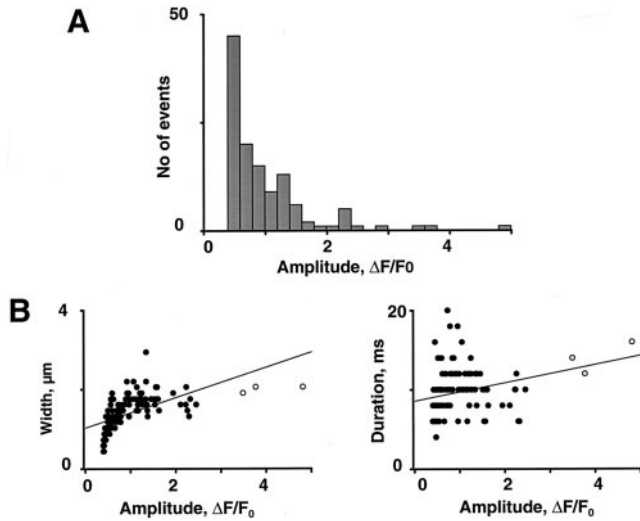 A
50
No of events
0
0
2
4
Amplitude, ΔF/F0
B
4
Width, µm
0
0
2
4
Amplitude, ΔF/F₀
20
Duration, ms
0
0
2
4
Amplitude, ΔF/F₀